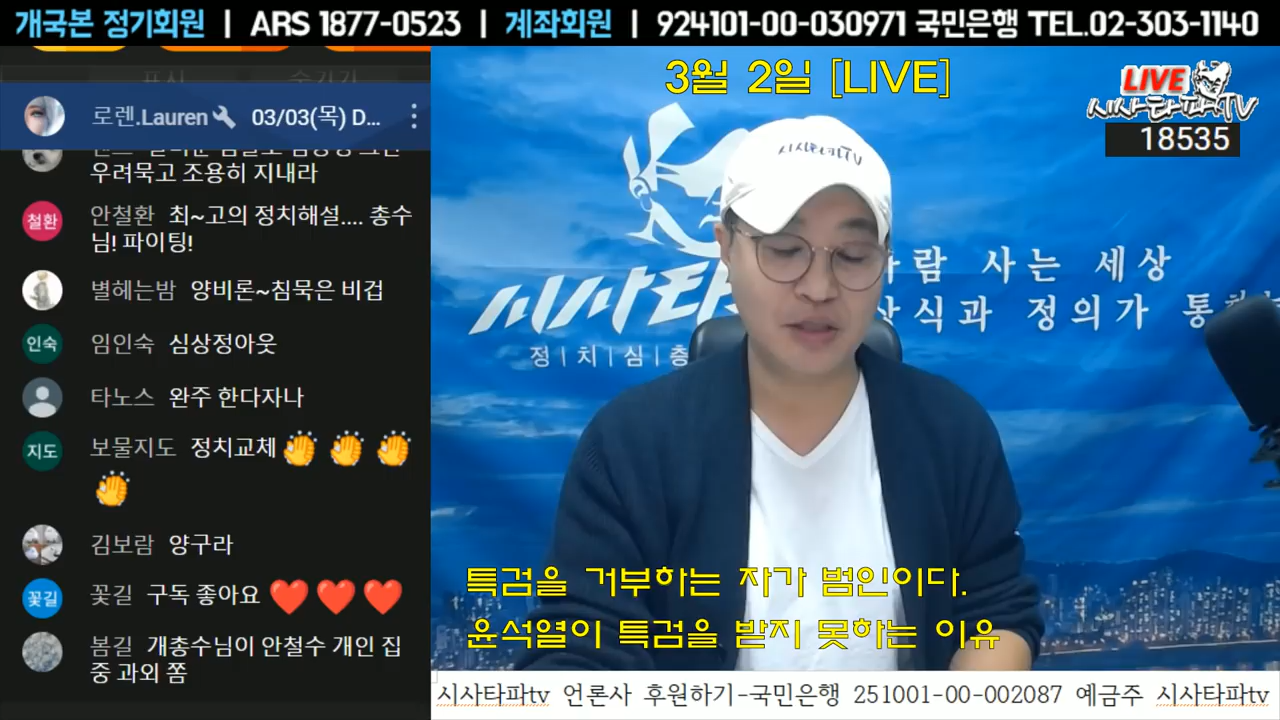 개국본 정기회원 | ARS 1877-0523 | 계좌회원 | 924101-00-030971 국민은행 TEL.02-303-1140
로렌.Lauren 03/03(목) D...
우려묵고 조용히 지내라
철환 안철환 최~고의 정치해설.... 총수
님! 파이팅!
별헤는밤 양비론~침묵은 비겁
인숙 임인숙 심상정아웃
타노스 완주 한다자나
지도 보물지도 정치교체 👏 👏 👏
👏
김보람 양구라
꽃길 꽃길 구독 좋아요 ❤️ ❤️ ❤️
봄길 개총수님이 안철수 개인 집
중 과외 쫌
3월 2일 [LIVE]
LIVE
시사타파TV
18535
시사타파TV
시사타
정|치|심|층
사람 사는 세상
상식과 정의가 통
특검을 거부하는 자가 범인이다.
윤석열이 특검을 받지 못하는 이유
시사타파tv 언론사 후원하기-국민은행 251001-00-002087 예금주 시사타파tv